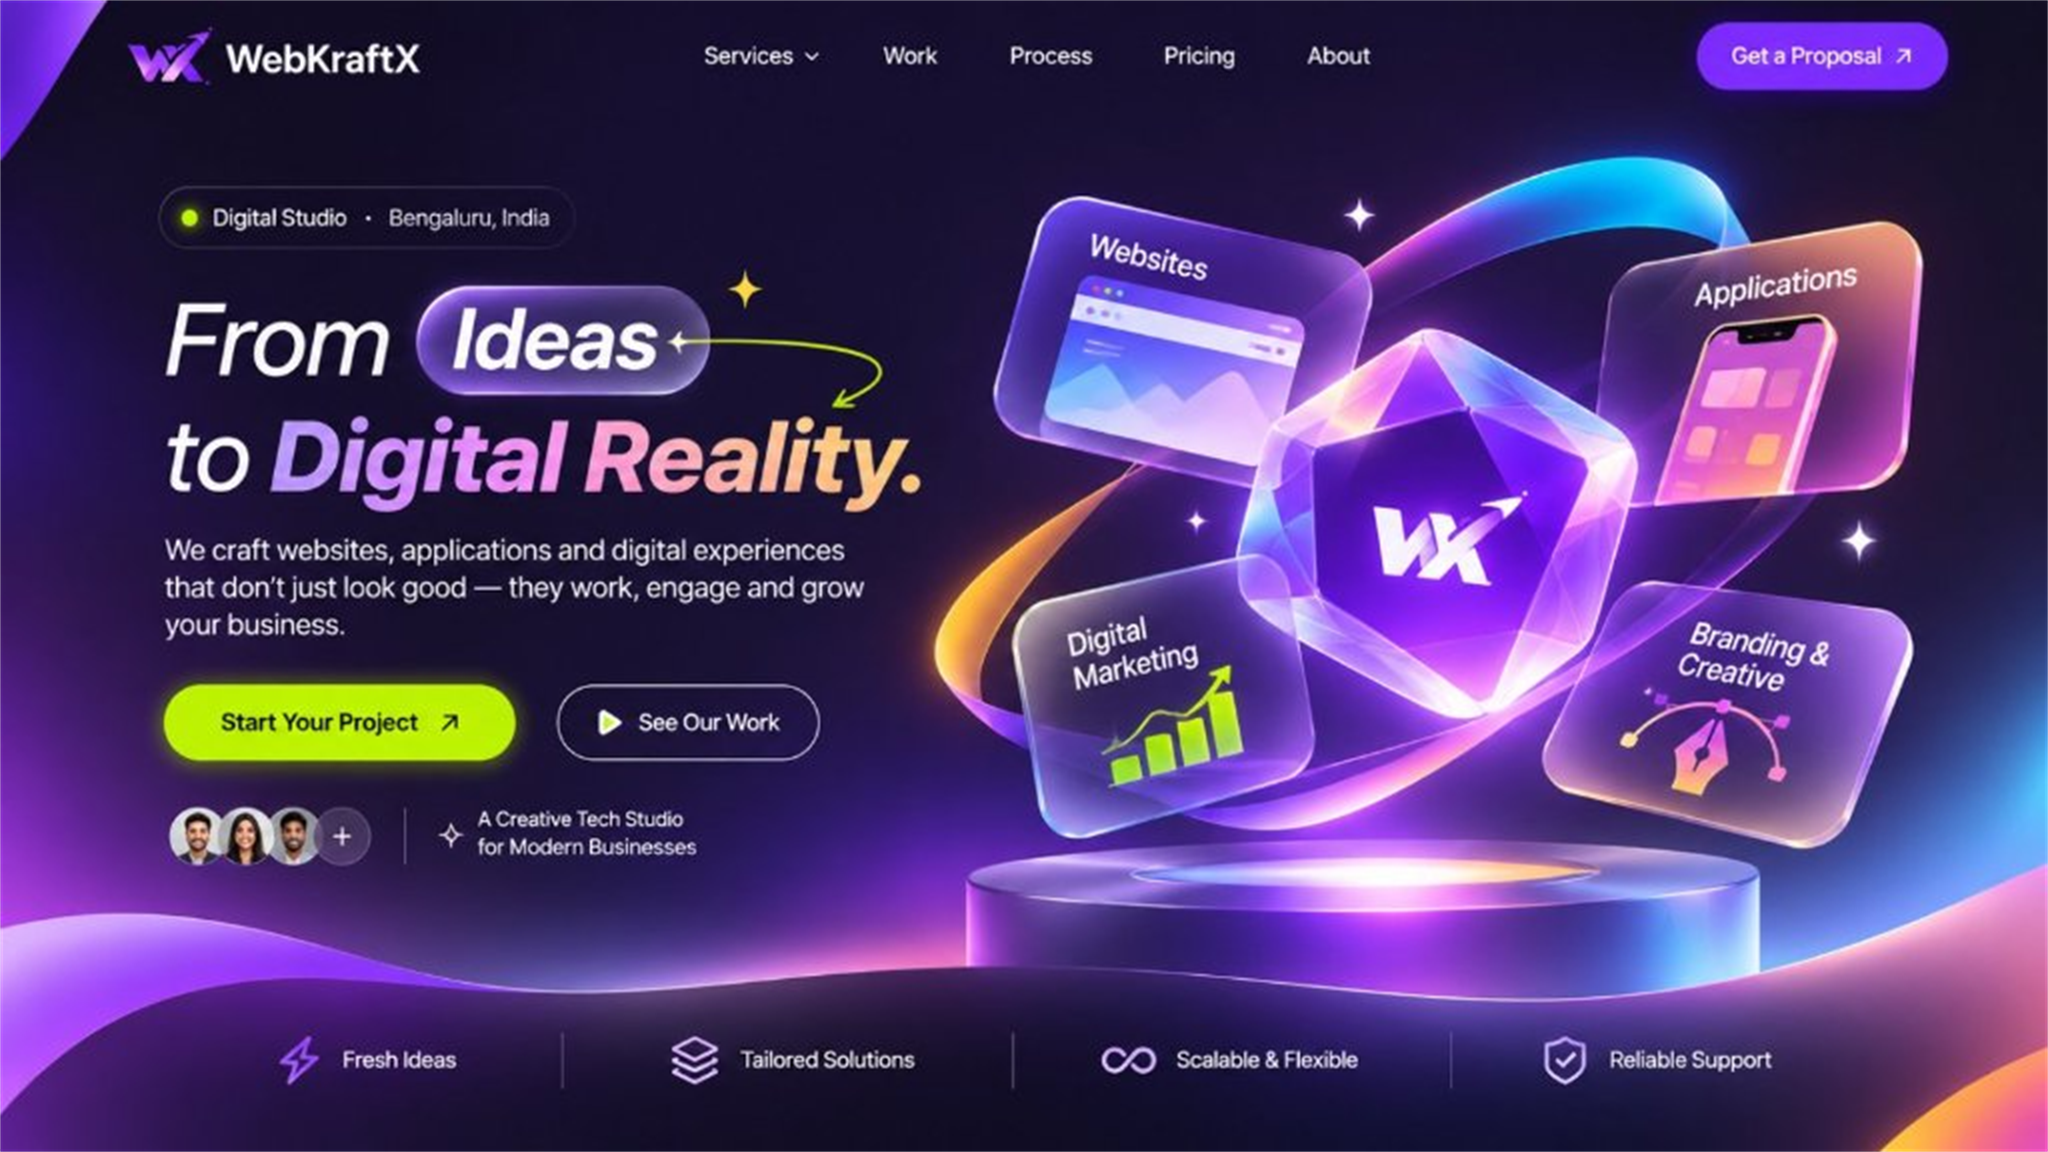 WebKraftX
Services
Work
Process
Pricing
About
Get a Proposal
Digital Studio · Bengaluru, India
From Ideas
to Digital Reality.
We craft websites, applications and digital experiences
that don't just look good — they work, engage and grow
your business.
Start Your Project
See Our Work
+
A Creative Tech Studio
for Modern Businesses
Websites
Applications
WX
Digital
Marketing
Branding &
Creative
Fresh Ideas
Tailored Solutions
Scalable & Flexible
Reliable Support